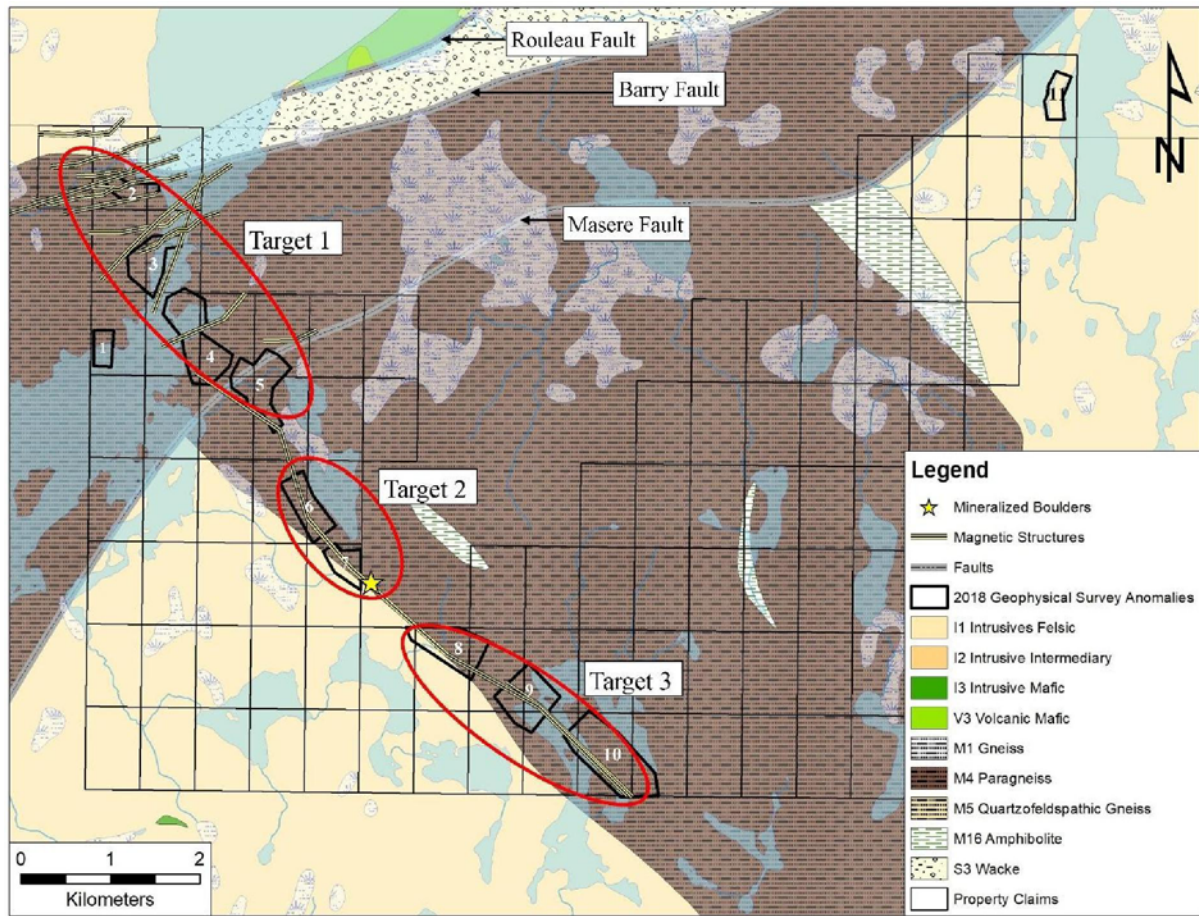 Rouleau Fault
Barry Fault
11
N
2
Masere Fault
Target 1
3
1
4
5
Target 2
6
7
8
Target 3
9
10
Legend
Mineralized Boulders
Magnetic Structures
Faults
2018 Geophysical Survey Anomalies
I1 Intrusives Felsic
I2 Intrusive Intermediary
I3 Intrusive Mafic
V3 Volcanic Mafic
M1 Gneiss
M4 Paragneiss
M5 Quartzofeldspathic Gneiss
M16 Amphibolite
S3 Wacke
Property Claims
0 1 2
Kilometers